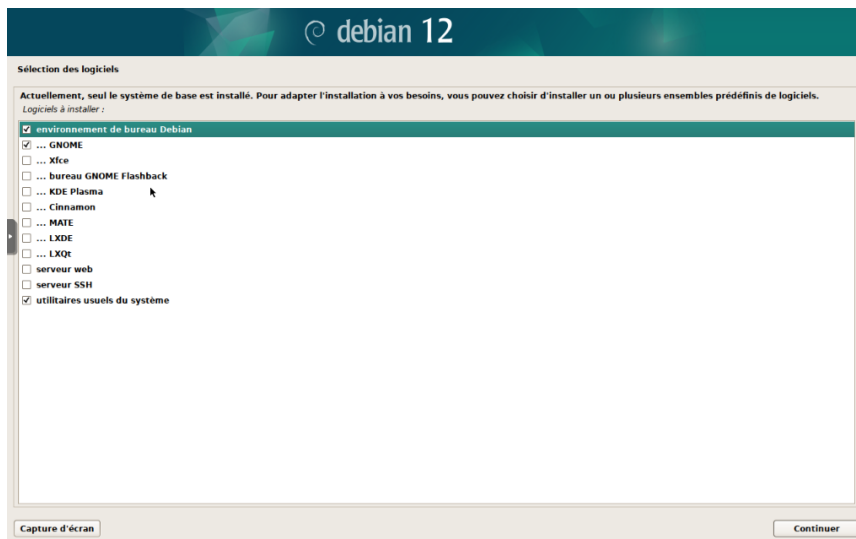 debian 12
Sélection des logiciels
Actuellement, seul le système de base est installé. Pour adapter l'installation à vos besoins, vous pouvez choisir d'installer un ou plusieurs ensembles prédéfinis de logiciels.
Logiciels à installer :
environnement de bureau Debian
... GNOME
... Xfce
... bureau GNOME Flashback
... KDE Plasma
... Cinnamon
... MATE
... LXDE
... LXQt
serveur web
serveur SSH
utilitaires usuels du système
Capture d'écran
Continuer